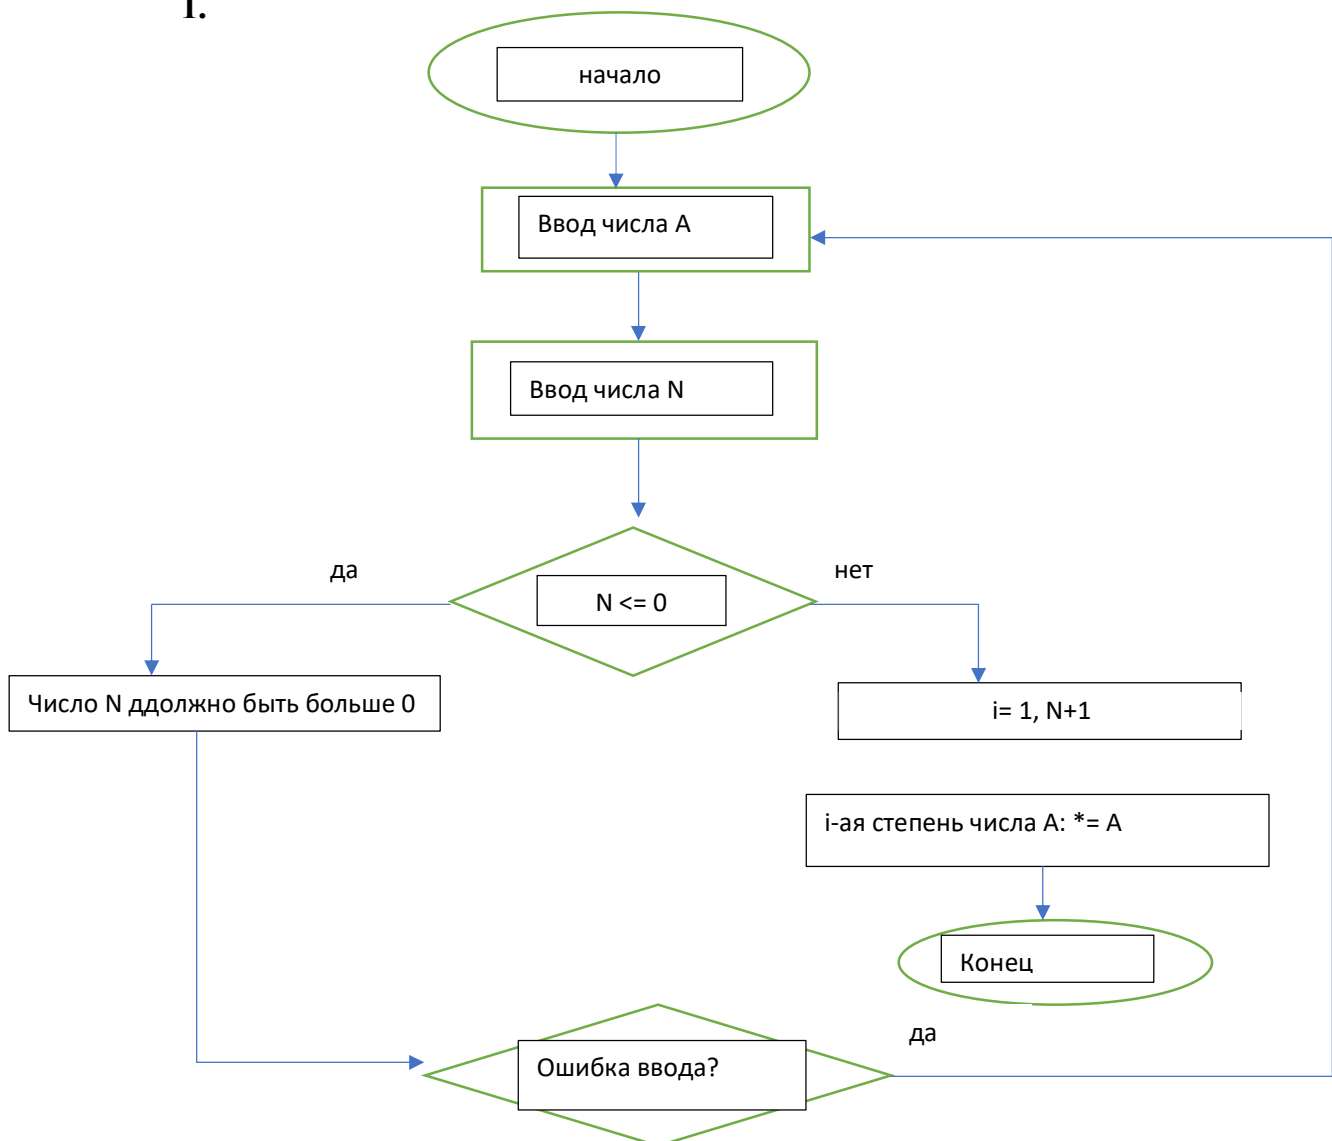 1.
начало
Ввод числа A
Ввод числа N
да
нет
N <= 0
Число N ддолжно быть больше 0
i= 1, N+1
i-ая степень числа A: *= A
Конец
да
Ошибка ввода?